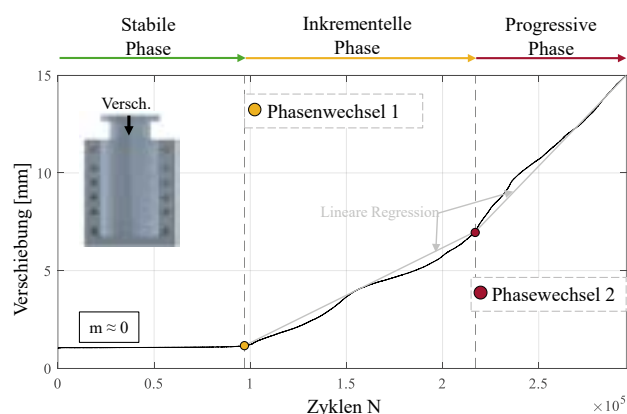 Stabile
Phase
Inkrementelle
Phase
Progressive
Phase
15
10
5
0
Verschiebung [mm]
Versch.
Phasenwechsel 1
Lineare Regression
Phasewechsel 2
m ≈ 0
0
0.5
1
1.5
2
2.5
×10⁵
Zyklen N